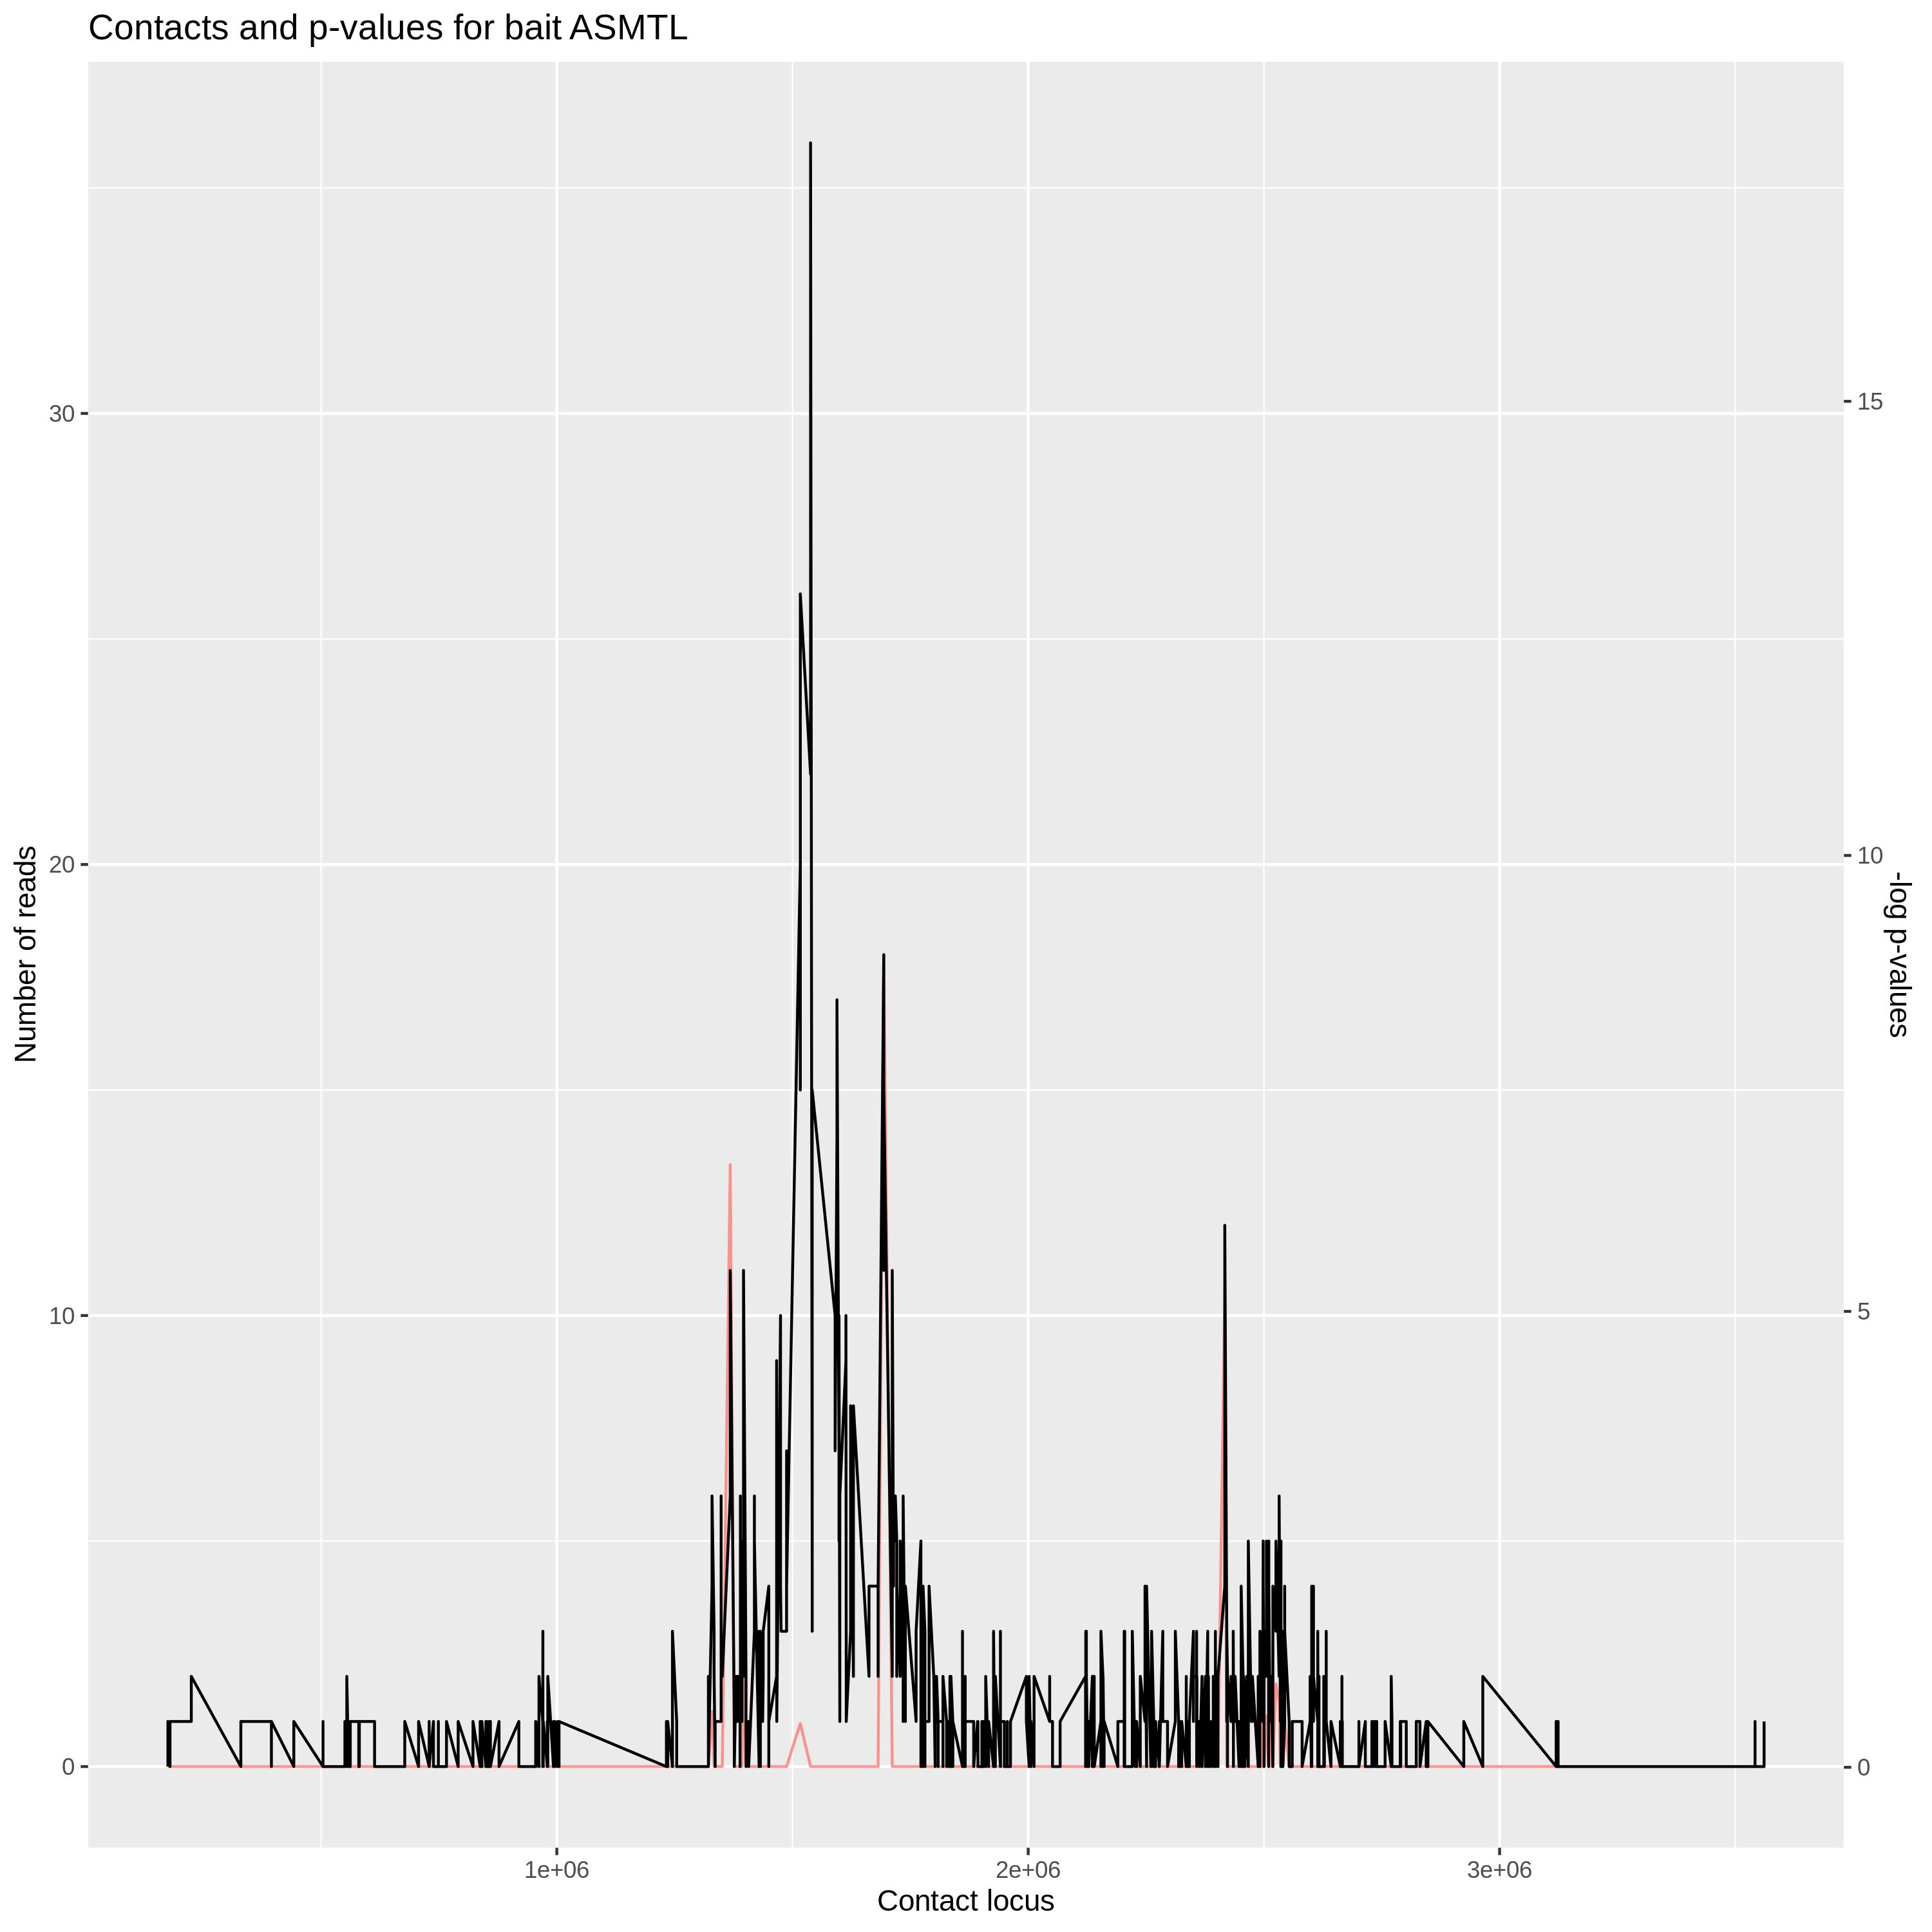 Contacts and p-values for bait ASMTL
30
20
10
0
Number of reads
15
10
5
0
-log p-values
1e+06
2e+06
3e+06
Contact locus